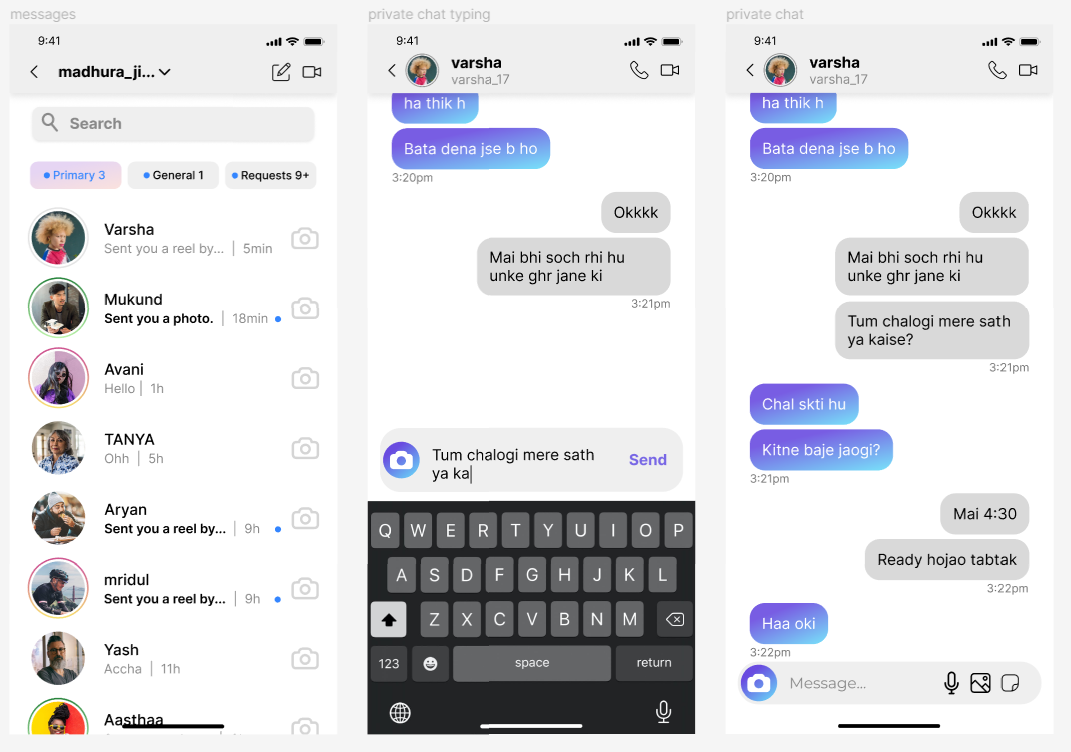 messages
9:41
madhura_ji...
Search
Primary 3
General 1
Requests 9+
Varsha
Sent you a reel by... | 5min
Mukund
Sent you a photo. | 18min
Avani
Hello | 1h
TANYA
Ohh | 5h
Aryan
Sent you a reel by... | 9h
mridul
Sent you a reel by... | 9h
Yash
Accha | 11h
Aasthaa
private chat typing
9:41
varsha
varsha_17
ha thik h
Bata dena jse b ho
3:20pm
Okkkk
Mai bhi soch rhi hu
unke ghr jane ki
3:21pm
Tum chalogi mere sath
ya ka
Send
Q W E R T Y U I O P
A S D F G H J K L
Z X C V B N M
123 space return
private chat
9:41
varsha
varsha_17
ha thik h
Bata dena jse b ho
3:20pm
Okkkk
Mai bhi soch rhi hu
unke ghr jane ki
Tum chalogi mere sath
ya kaise?
3:21pm
Chal skti hu
Kitne baje jaogi?
3:21pm
Mai 4:30
Ready hojao tabtak
3:22pm
Haa oki
3:22pm
Message...